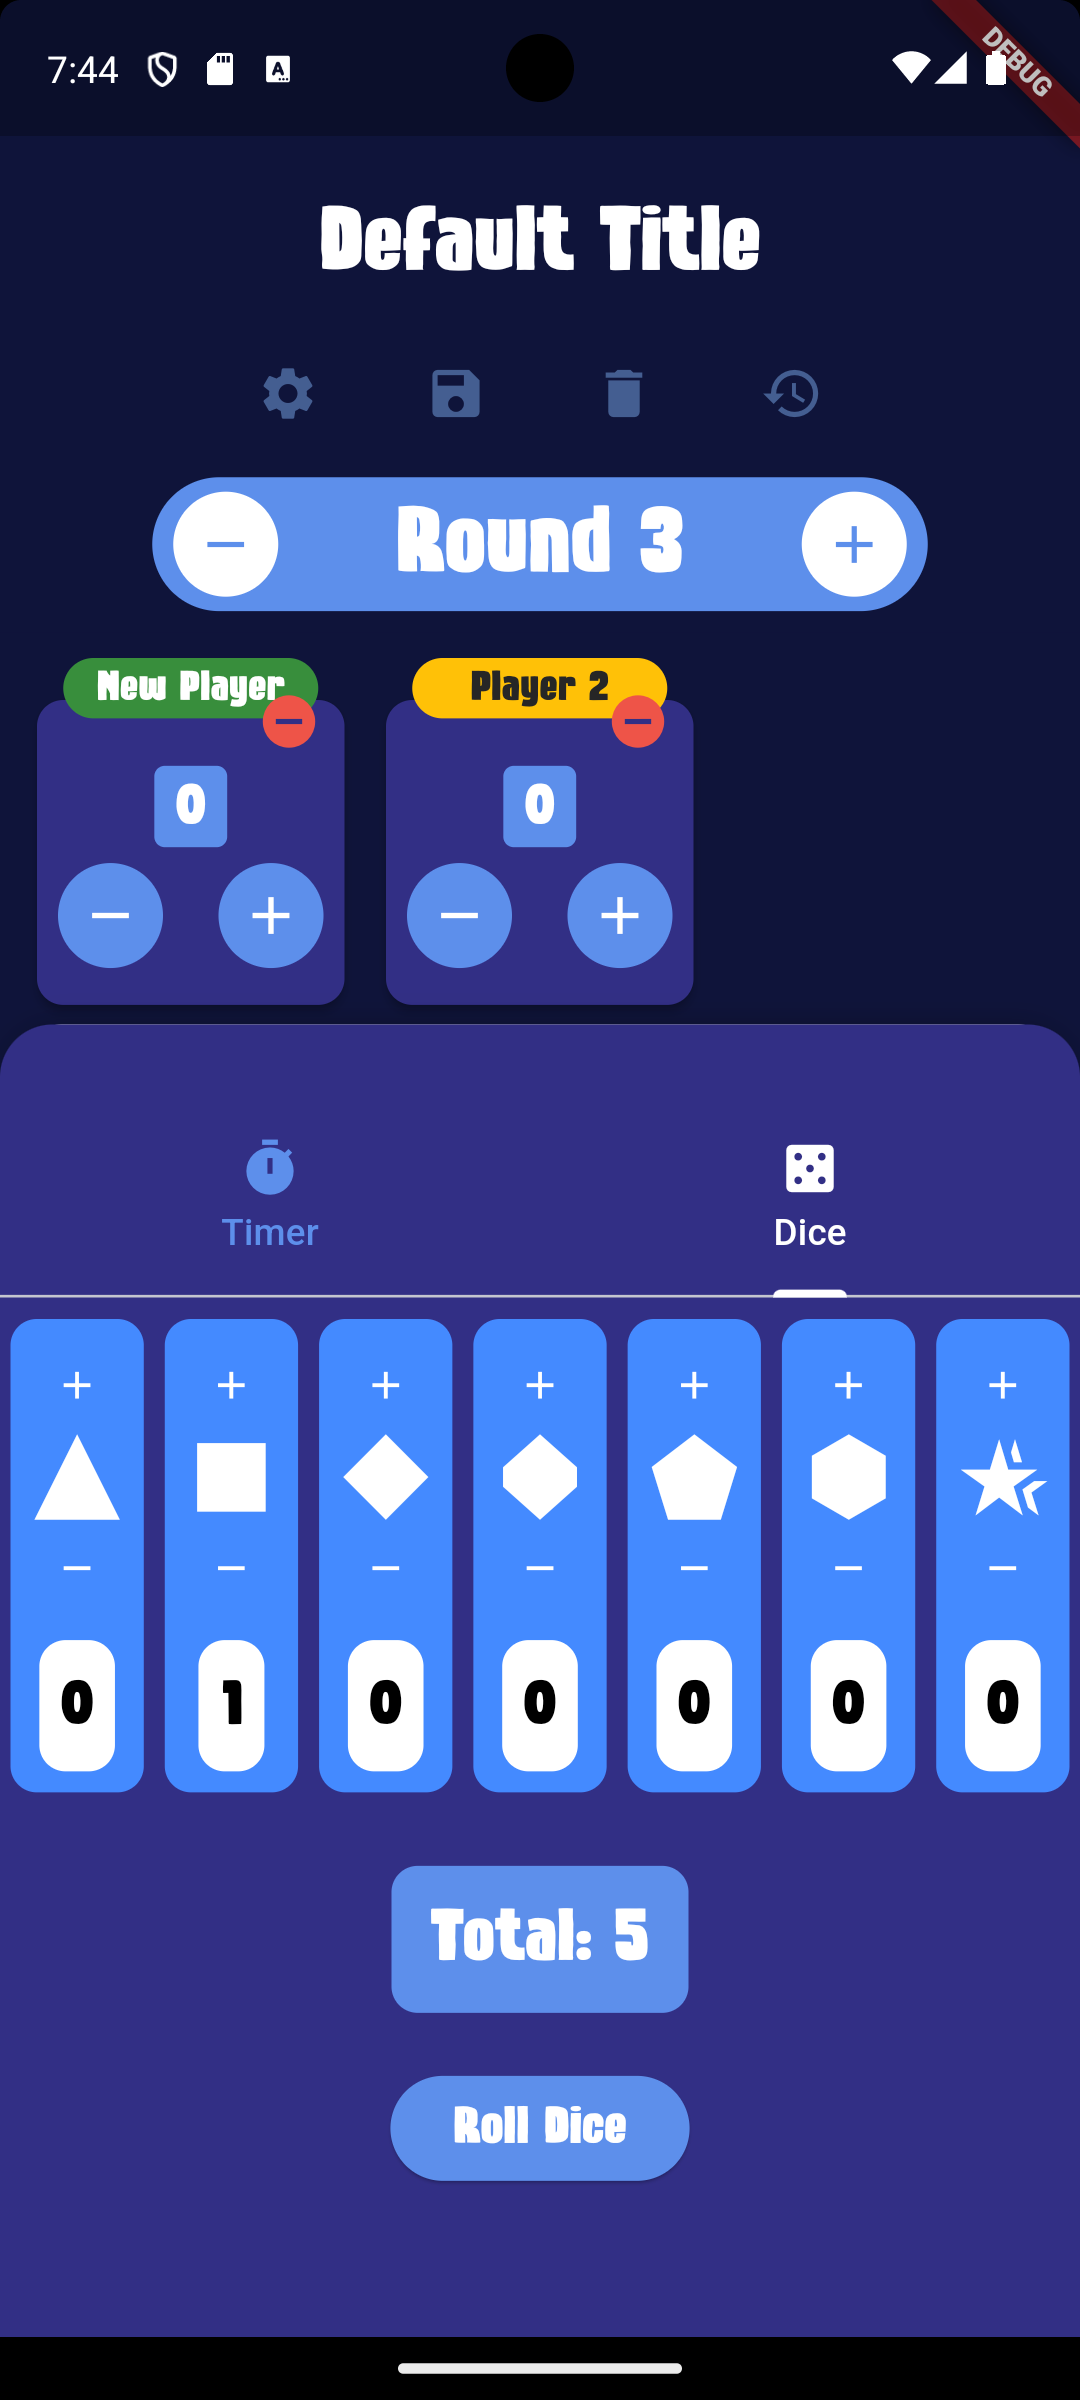 7:44
DEBUG
Default Title
Round 3
New Player
Player 2
0
0
Timer
Dice
0 1 0 0 0 0 0
Total: 5
Roll Dice